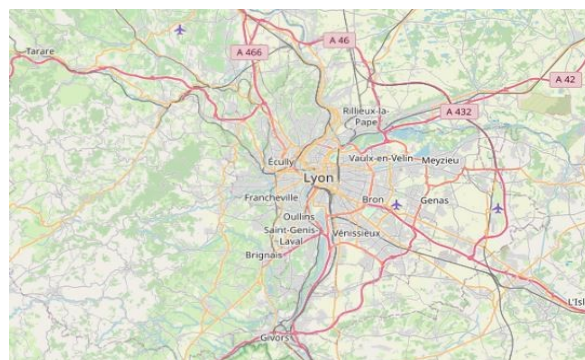 A 46
Tarare
A 466
A 42
Rillieux-la-
Pape
A 432
Écully
Vaulx-en-Velin
Meyzieu
Lyon
Francheville
Bron
Genas
Oullins
Saint-Genis-
Laval
Vénissieux
Brignais
L'Isl
Givors